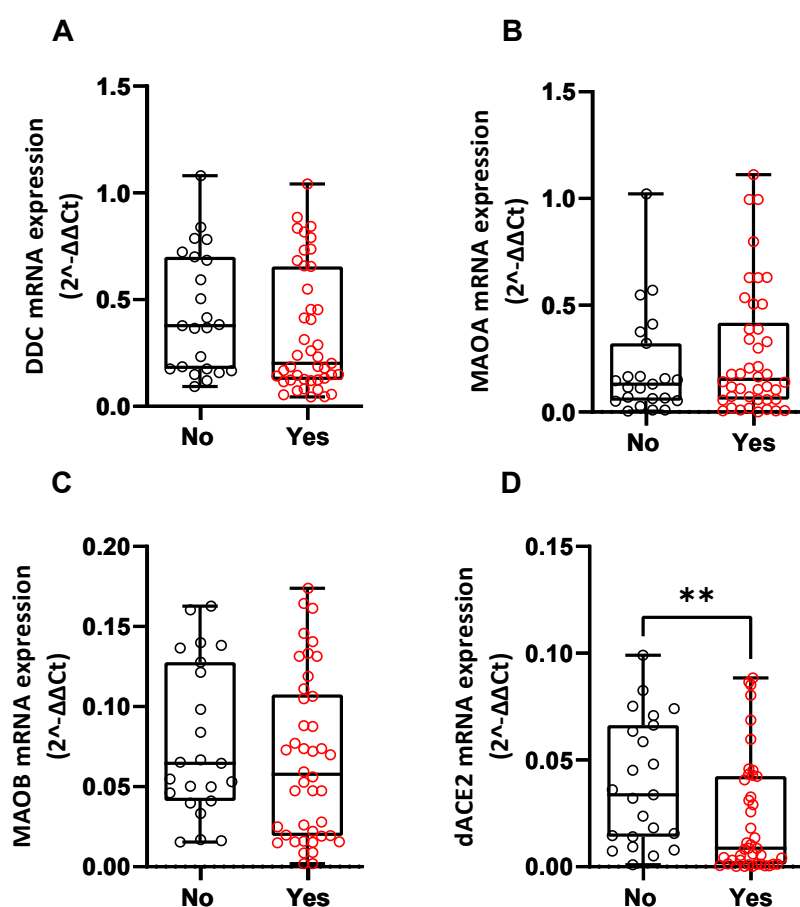 A
DDC mRNA expression
(2^-ΔΔCt)
1.5
1.0
0.5
0.0
No
Yes
B
MAOA mRNA expression
(2^-ΔΔCt)
1.5
1.0
0.5
0.0
No
Yes
C
MAOB mRNA expression
(2^-ΔΔCt)
0.20
0.15
0.10
0.05
0.00
No
Yes
D
dACE2 mRNA expression
(2^-ΔΔCt)
0.15
0.10
0.05
0.00
**
No
Yes